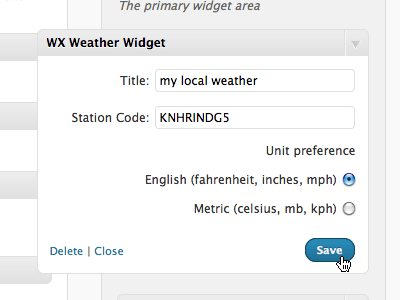 The primary widget area
WX Weather Widget
Title: my local weather
Station Code: KNHRINDG5
Unit preference
English (fahrenheit, inches, mph)
Metric (celsius, mb, kph)
Delete | Close
Save